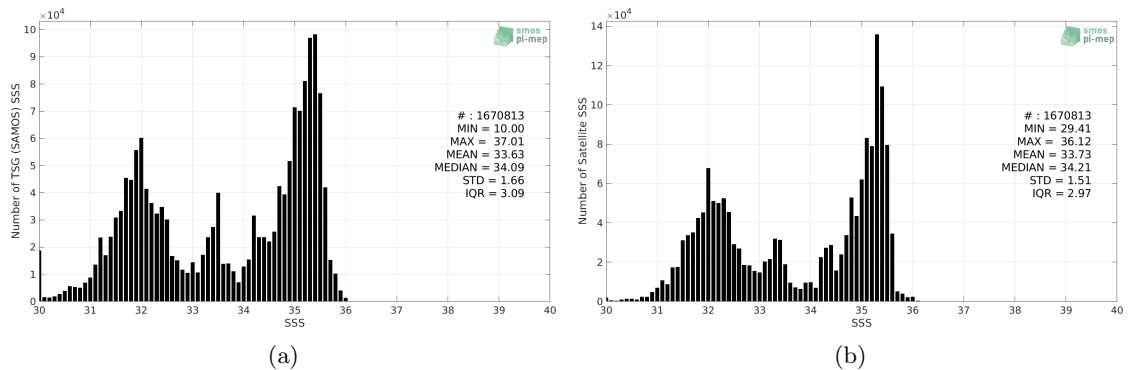 ×10⁴
10
9
8
7
6
5
4
3
2
1
0
30 31 32 33 34 35 36 37 38 39 40
SSS
Number of TSG (SAMOS) SSS
smos
pi-mep
# : 1670813
MIN = 10.00
MAX = 37.01
MEAN = 33.63
MEDIAN = 34.09
STD = 1.66
IQR = 3.09
(a)
×10⁴
14
12
10
8
6
4
2
0
30 31 32 33 34 35 36 37 38 39 40
SSS
Number of Satellite SSS
smos
pi-mep
# : 1670813
MIN = 29.41
MAX = 36.12
MEAN = 33.73
MEDIAN = 34.21
STD = 1.51
IQR = 2.97
(b)